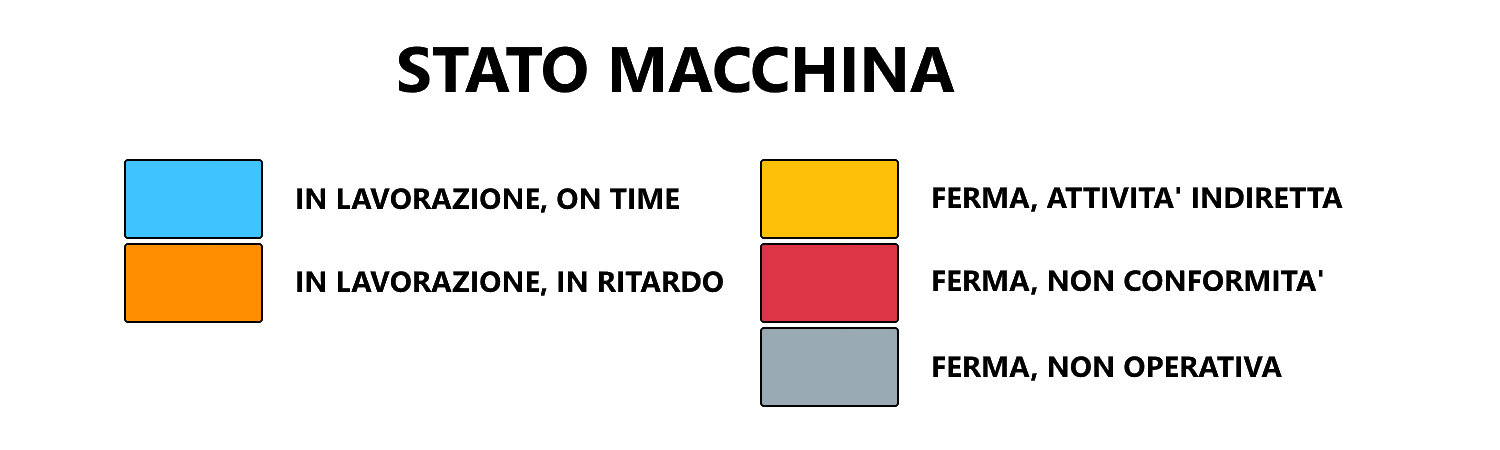 STATO MACCHINA
IN LAVORAZIONE, ON TIME
IN LAVORAZIONE, IN RITARDO
FERMA, ATTIVITA' INDIRETTA
FERMA, NON CONFORMITA'
FERMA, NON OPERATIVA